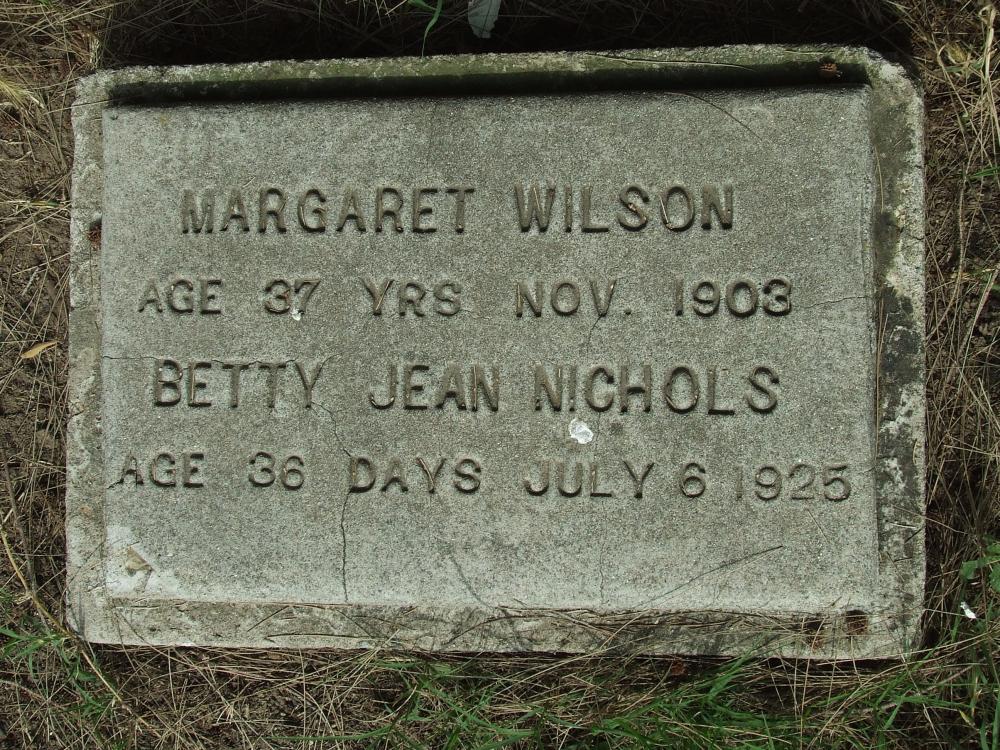 MARGARET WILSON
AGE 37 YRS NOV. 1903
BETTY JEAN NICHOLS
AGE 36 DAYS JULY 6 1925